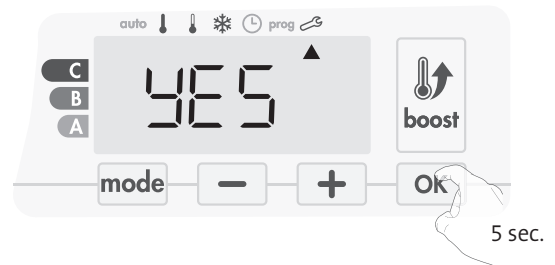 auto prog
C
B
A
YES
boost
mode − + OK
5 sec.